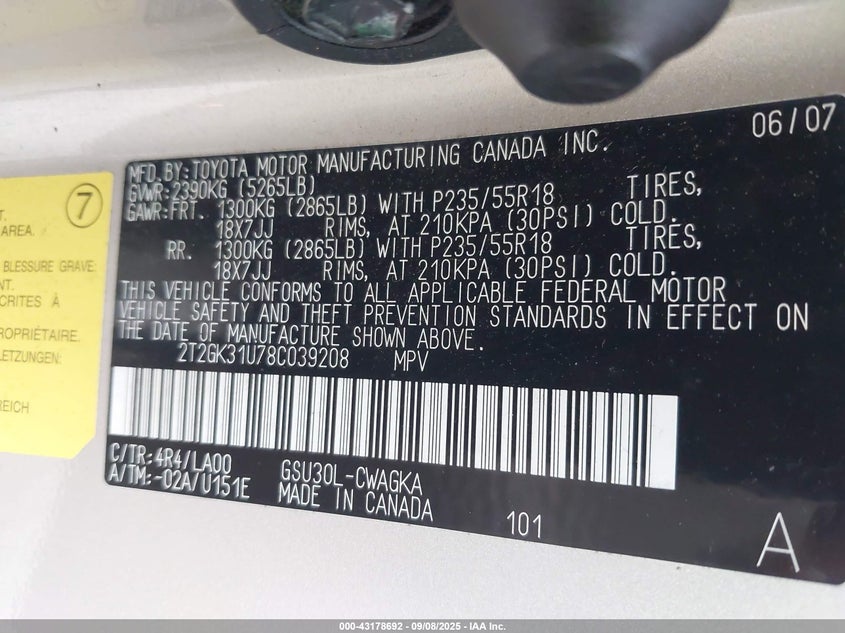 7
T.
AREA.
BLESSURE GRAVE:
NT.
CRITES À
PROPRIÉTAIRE.
LETZUNGEN:
REICH
06/07
MFD.BY:TOYOTA MOTOR MANUFACTURING CANADA INC.
GVWR:2390KG (5265LB)
GAWR:FRT. 1300KG (2865LB) WITH P235/55R18 TIRES,
18X7JJ RIMS, AT 210KPA (30PSI) COLD.
RR. 1300KG (2865LB) WITH P235/55R18 TIRES,
18X7JJ RIMS, AT 210KPA (30PSI) COLD.
THIS VEHICLE CONFORMS TO ALL APPLICABLE FEDERAL MOTOR
VEHICLE SAFETY AND THEFT PREVENTION STANDARDS IN EFFECT ON
THE DATE OF MANUFACTURE SHOWN ABOVE.
2T2GK31U78C039208 MPV
C/TR:4R4/LA00
A/TM:-02A/U151E
GSU30L-CWAGKA
MADE IN CANADA
101
A
000-43178692 - 09/08/2025 - IAA Inc.